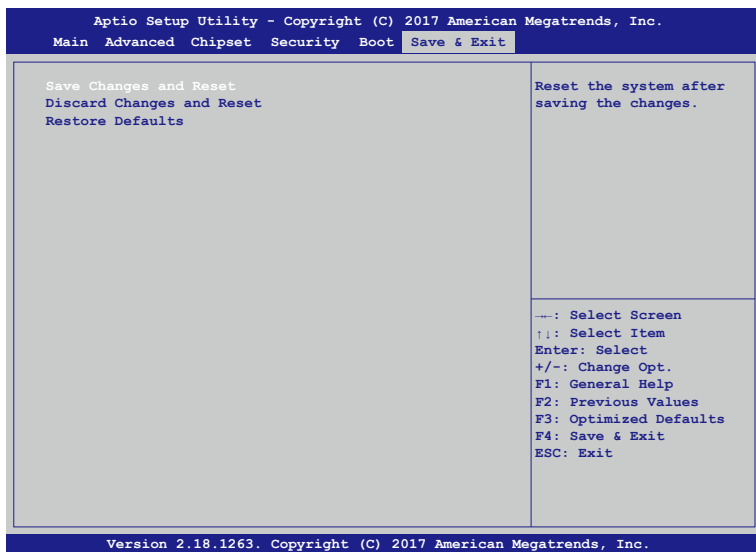 Aptio Setup Utility - Copyright (C) 2017 American Megatrends, Inc.
Main Advanced Chipset Security Boot Save & Exit
Save Changes and Reset
Discard Changes and Reset
Restore Defaults
Reset the system after
saving the changes.
→←: Select Screen
↑↓: Select Item
Enter: Select
+/-: Change Opt.
F1: General Help
F2: Previous Values
F3: Optimized Defaults
F4: Save & Exit
ESC: Exit
Version 2.18.1263. Copyright (C) 2017 American Megatrends, Inc.